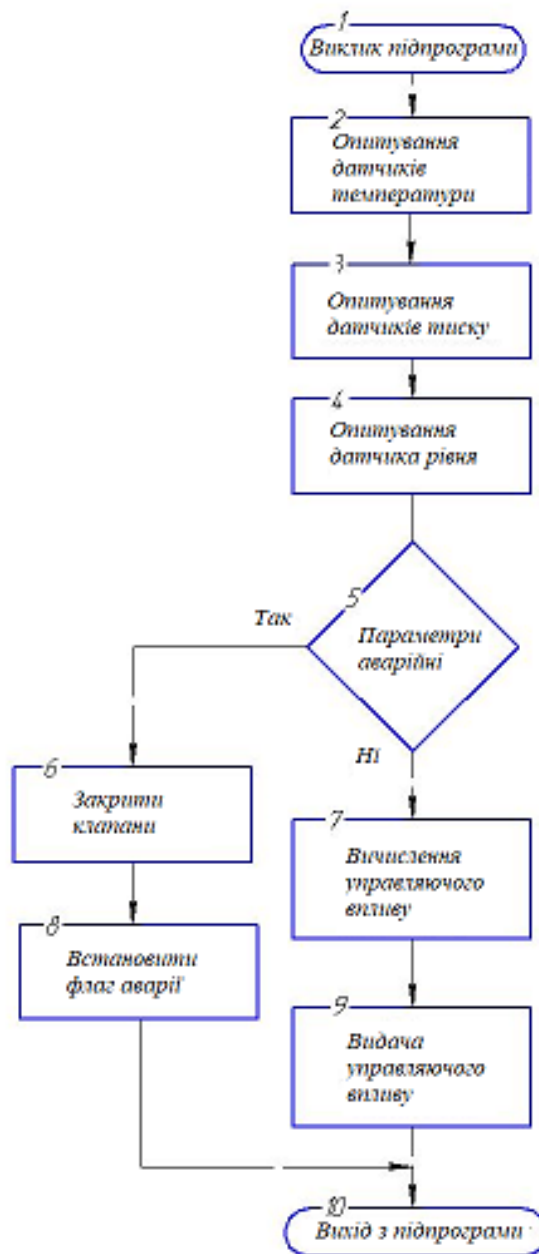 1
Виклик підпрограми
2
Опитування
датчиків
температури
3
Опитування
датчиків тиску
4
Опитування
датчика рівня
5
Так
Параметри
аварійні
Ні
6
Закрити
клапани
7
Вичислення
управляючого
впливу
8
Встановити
флаг аварії
9
Видача
управляючого
впливу
10
Вихід з підпрограми